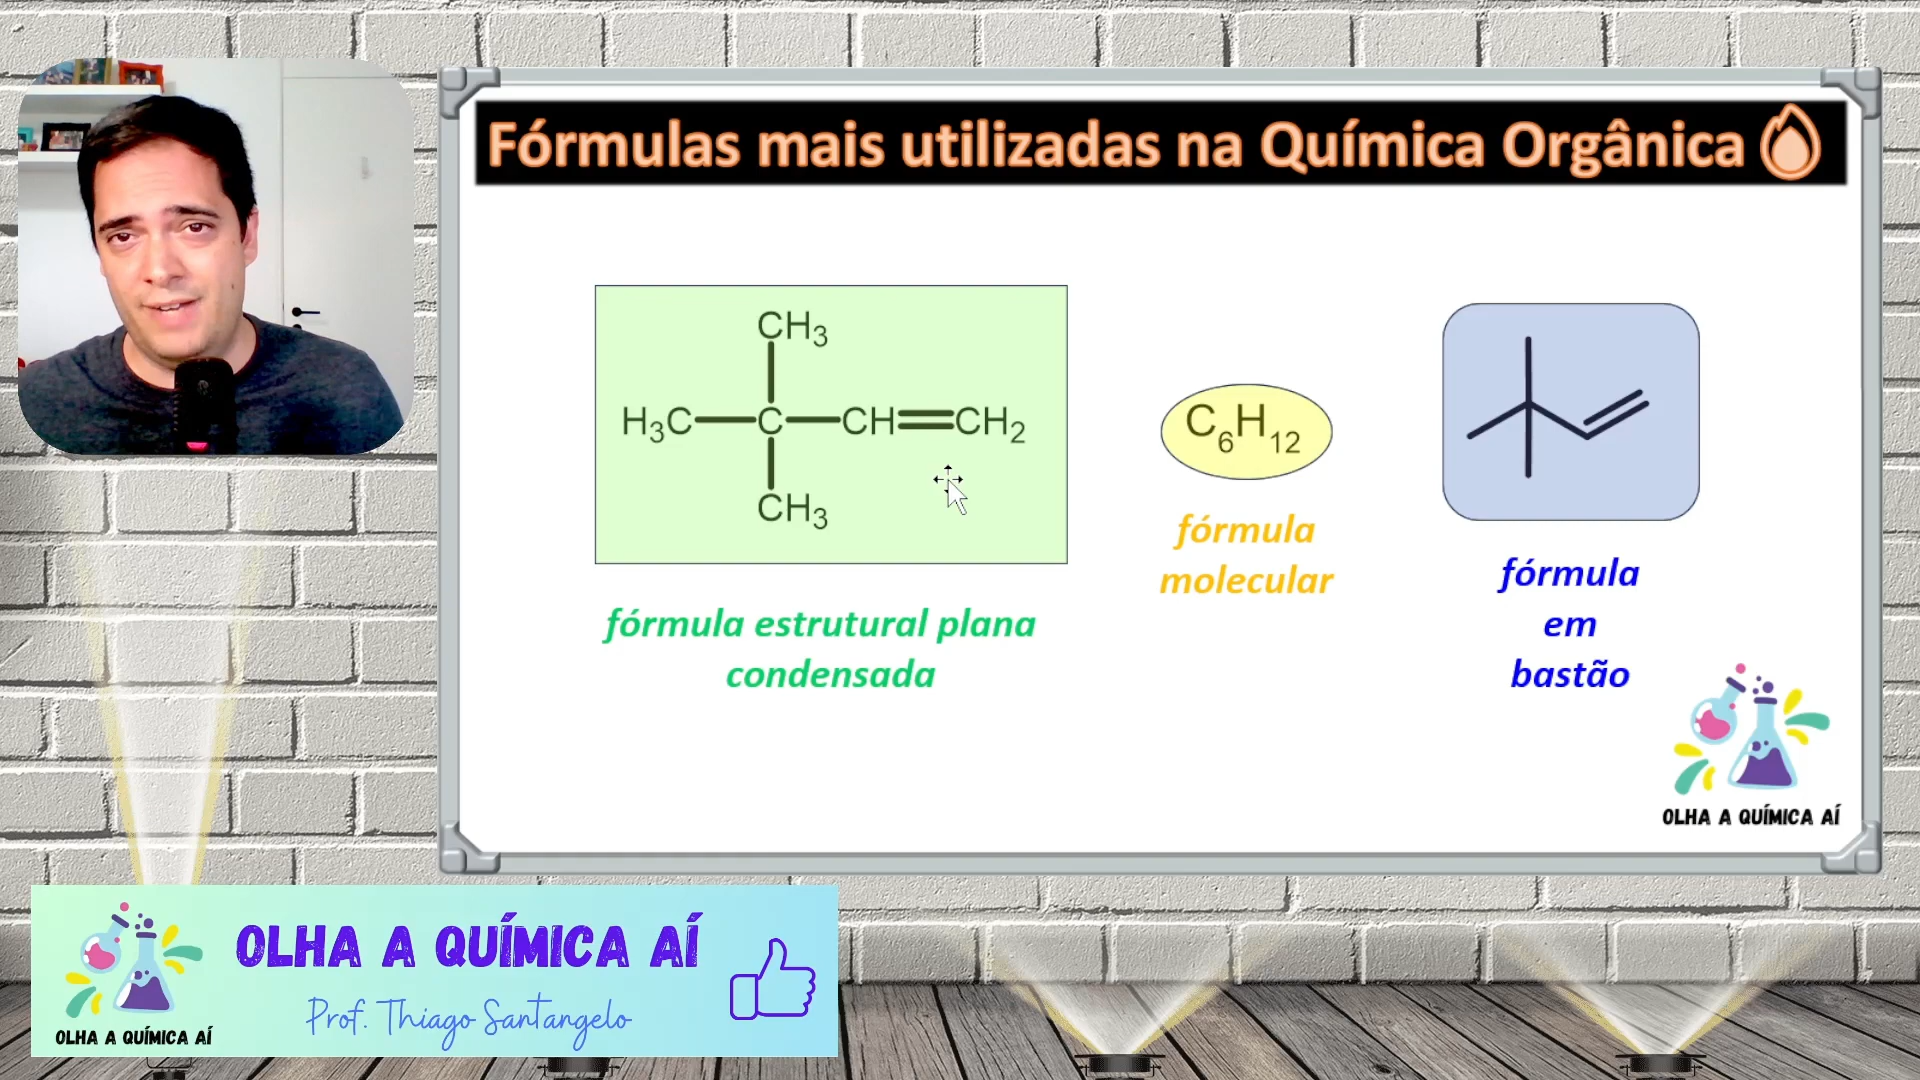 Fórmulas mais utilizadas na Química Orgânica
CH3
H3C C CH CH2
CH3
C6H12
fórmula estrutural plana
condensada
fórmula
molecular
fórmula
em
bastão
OLHA A QUÍMICA AÍ
OLHA A QUÍMICA AÍ
Prof. Thiago Santangelo
OLHA A QUÍMICA AÍ